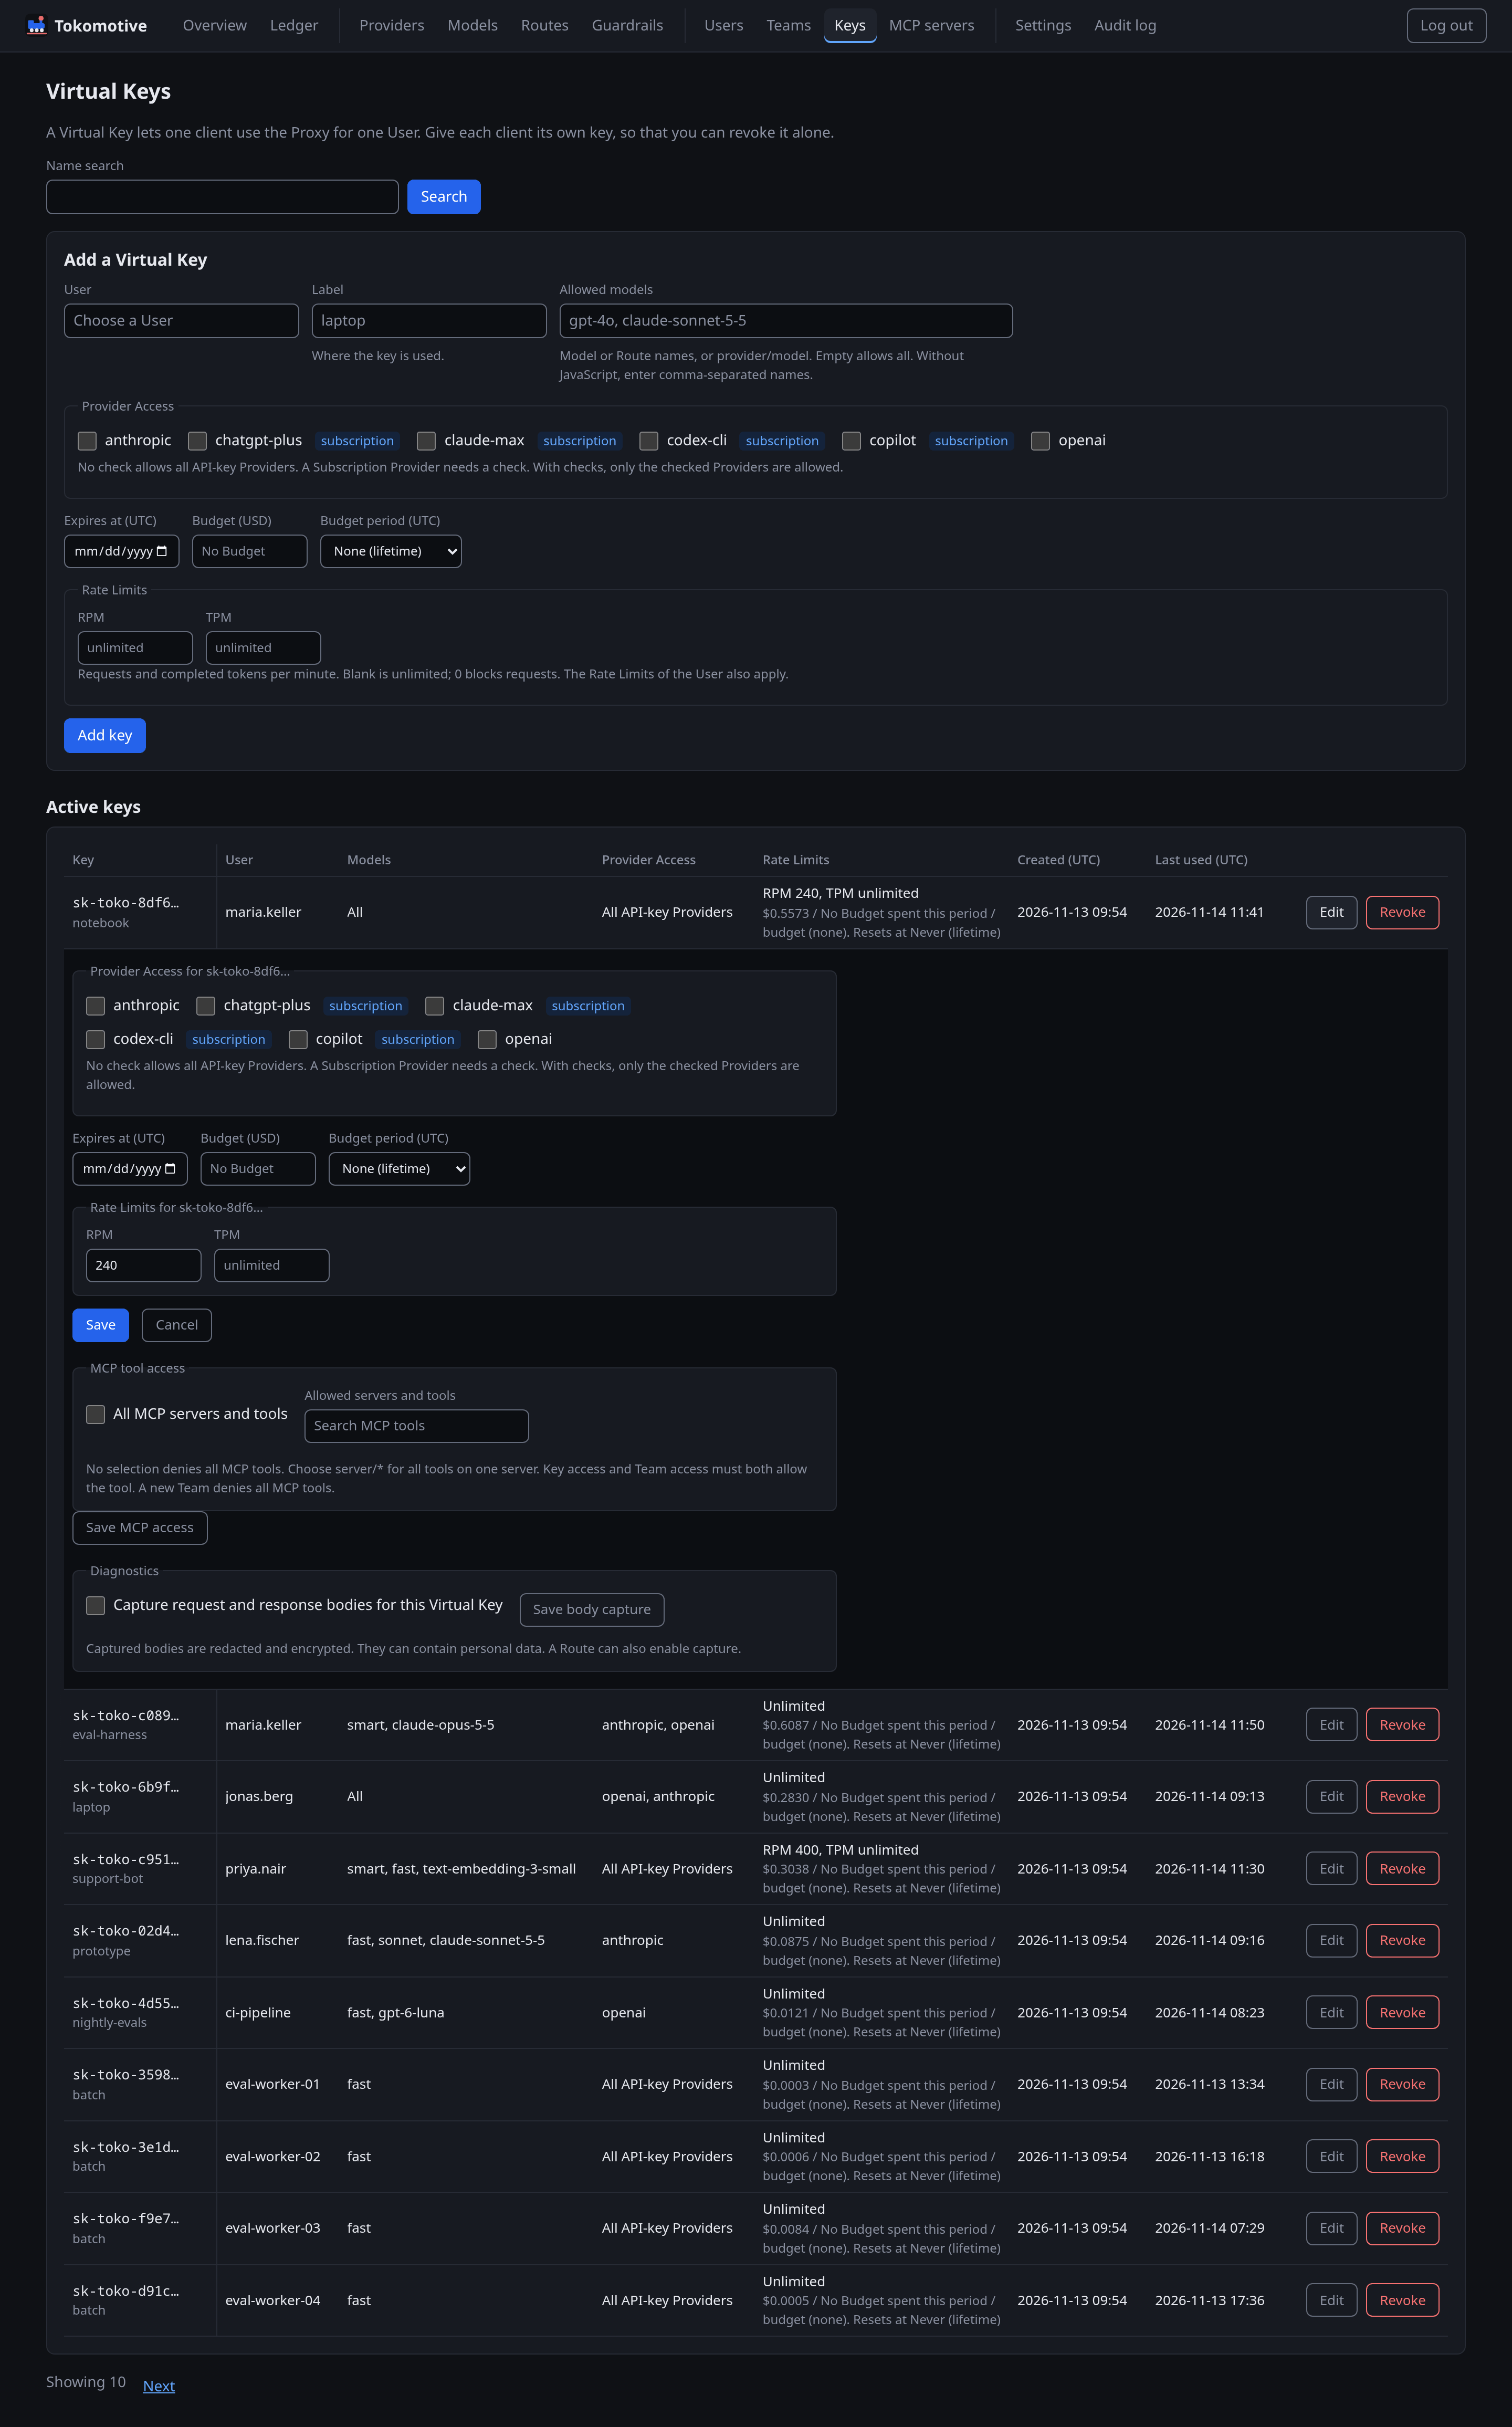 Tokomotive Overview Ledger Providers Models Routes Guardrails Users Teams Keys MCP servers Settings Audit log Log out
Virtual Keys
A Virtual Key lets one client use the Proxy for one User. Give each client its own key, so that you can revoke it alone.
Name search
Search
Add a Virtual Key
User Label Allowed models
Choose a User laptop gpt-4o, claude-sonnet-5-5
Where the key is used. Model or Route names, or provider/model. Empty allows all. Without
JavaScript, enter comma-separated names.
Provider Access
anthropic chatgpt-plus subscription claude-max subscription codex-cli subscription copilot subscription openai
No check allows all API-key Providers. A Subscription Provider needs a check. With checks, only the checked Providers are allowed.
Expires at (UTC) Budget (USD) Budget period (UTC)
mm/dd/yyyy No Budget None (lifetime)
Rate Limits
RPM TPM
unlimited unlimited
Requests and completed tokens per minute. Blank is unlimited; 0 blocks requests. The Rate Limits of the User also apply.
Add key
Active keys
Key User Models Provider Access Rate Limits Created (UTC) Last used (UTC)
sk-toko-8df6… maria.keller All All API-key Providers RPM 240, TPM unlimited 2026-11-13 09:54 2026-11-14 11:41 Edit Revoke
notebook $0.5573 / No Budget spent this period /
budget (none). Resets at Never (lifetime)
Provider Access for sk-toko-8df6…
anthropic chatgpt-plus subscription claude-max subscription
codex-cli subscription copilot subscription openai
No check allows all API-key Providers. A Subscription Provider needs a check. With checks, only the checked Providers are
allowed.
Expires at (UTC) Budget (USD) Budget period (UTC)
mm/dd/yyyy No Budget None (lifetime)
Rate Limits for sk-toko-8df6…
RPM TPM
240 unlimited
Save Cancel
MCP tool access
Allowed servers and tools
All MCP servers and tools Search MCP tools
No selection denies all MCP tools. Choose server/* for all tools on one server. Key access and Team access must both allow
the tool. A new Team denies all MCP tools.
Save MCP access
Diagnostics
Capture request and response bodies for this Virtual Key Save body capture
Captured bodies are redacted and encrypted. They can contain personal data. A Route can also enable capture.
sk-toko-c089… maria.keller smart, claude-opus-5-5 anthropic, openai Unlimited 2026-11-13 09:54 2026-11-14 11:50 Edit Revoke
eval-harness $0.6087 / No Budget spent this period /
budget (none). Resets at Never (lifetime)
sk-toko-6b9f… jonas.berg All openai, anthropic Unlimited 2026-11-13 09:54 2026-11-14 09:13 Edit Revoke
laptop $0.2830 / No Budget spent this period /
budget (none). Resets at Never (lifetime)
sk-toko-c951… priya.nair smart, fast, text-embedding-3-small All API-key Providers RPM 400, TPM unlimited 2026-11-13 09:54 2026-11-14 11:30 Edit Revoke
support-bot $0.3038 / No Budget spent this period /
budget (none). Resets at Never (lifetime)
sk-toko-02d4… lena.fischer fast, sonnet, claude-sonnet-5-5 anthropic Unlimited 2026-11-13 09:54 2026-11-14 09:16 Edit Revoke
prototype $0.0875 / No Budget spent this period /
budget (none). Resets at Never (lifetime)
sk-toko-4d55… ci-pipeline fast, gpt-6-luna openai Unlimited 2026-11-13 09:54 2026-11-14 08:23 Edit Revoke
nightly-evals $0.0121 / No Budget spent this period /
budget (none). Resets at Never (lifetime)
sk-toko-3598… eval-worker-01 fast All API-key Providers Unlimited 2026-11-13 09:54 2026-11-13 13:34 Edit Revoke
batch $0.0003 / No Budget spent this period /
budget (none). Resets at Never (lifetime)
sk-toko-3e1d… eval-worker-02 fast All API-key Providers Unlimited 2026-11-13 09:54 2026-11-13 16:18 Edit Revoke
batch $0.0006 / No Budget spent this period /
budget (none). Resets at Never (lifetime)
sk-toko-f9e7… eval-worker-03 fast All API-key Providers Unlimited 2026-11-13 09:54 2026-11-14 07:29 Edit Revoke
batch $0.0084 / No Budget spent this period /
budget (none). Resets at Never (lifetime)
sk-toko-d91c… eval-worker-04 fast All API-key Providers Unlimited 2026-11-13 09:54 2026-11-13 17:36 Edit Revoke
batch $0.0005 / No Budget spent this period /
budget (none). Resets at Never (lifetime)
Showing 10 Next